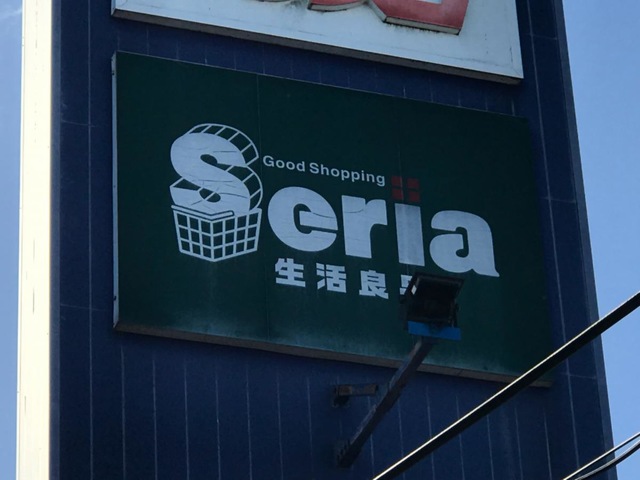 Good Shopping
Seria
生活良